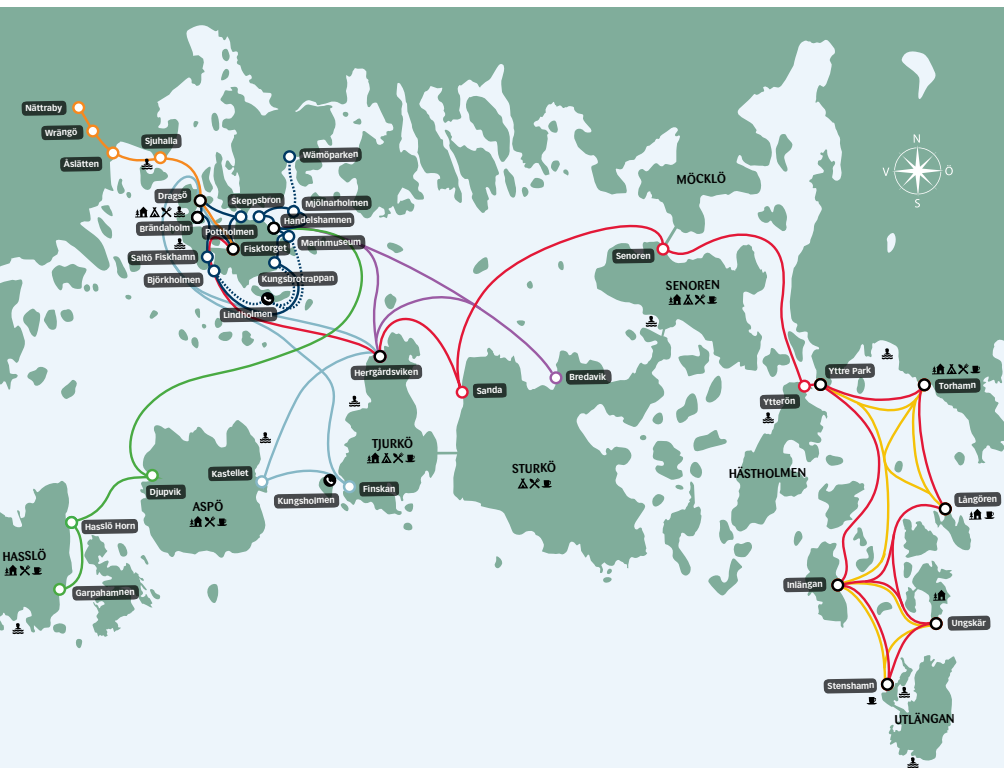 Nättraby
Wrängö
Åslätten
Sjuhalla
Wämöparken
Dragsö
Skeppsbron
Mjölnarholmen
Brändaholm
Pottholmen
Handelshamnen
Fisktorget
Marinmuseum
Saltö Fiskhamn
Björkholmen
Kungsbrotrappan
Lindholmen
N
V
Ö
S
MÖCKLÖ
Senoren
SENOREN
Herrgårdsviken
Sanda
Bredavik
Yttre Park
Torhamn
Ytterön
TJURKÖ
STURKÖ
HÄSTHOLMEN
Kastellet
Kungsholmen
Finskan
Djupvik
ASPÖ
Långören
Hasslö Horn
HASSLÖ
Garpahamnen
Inlängan
Ungskär
Stenshamn
UTLÄNGAN